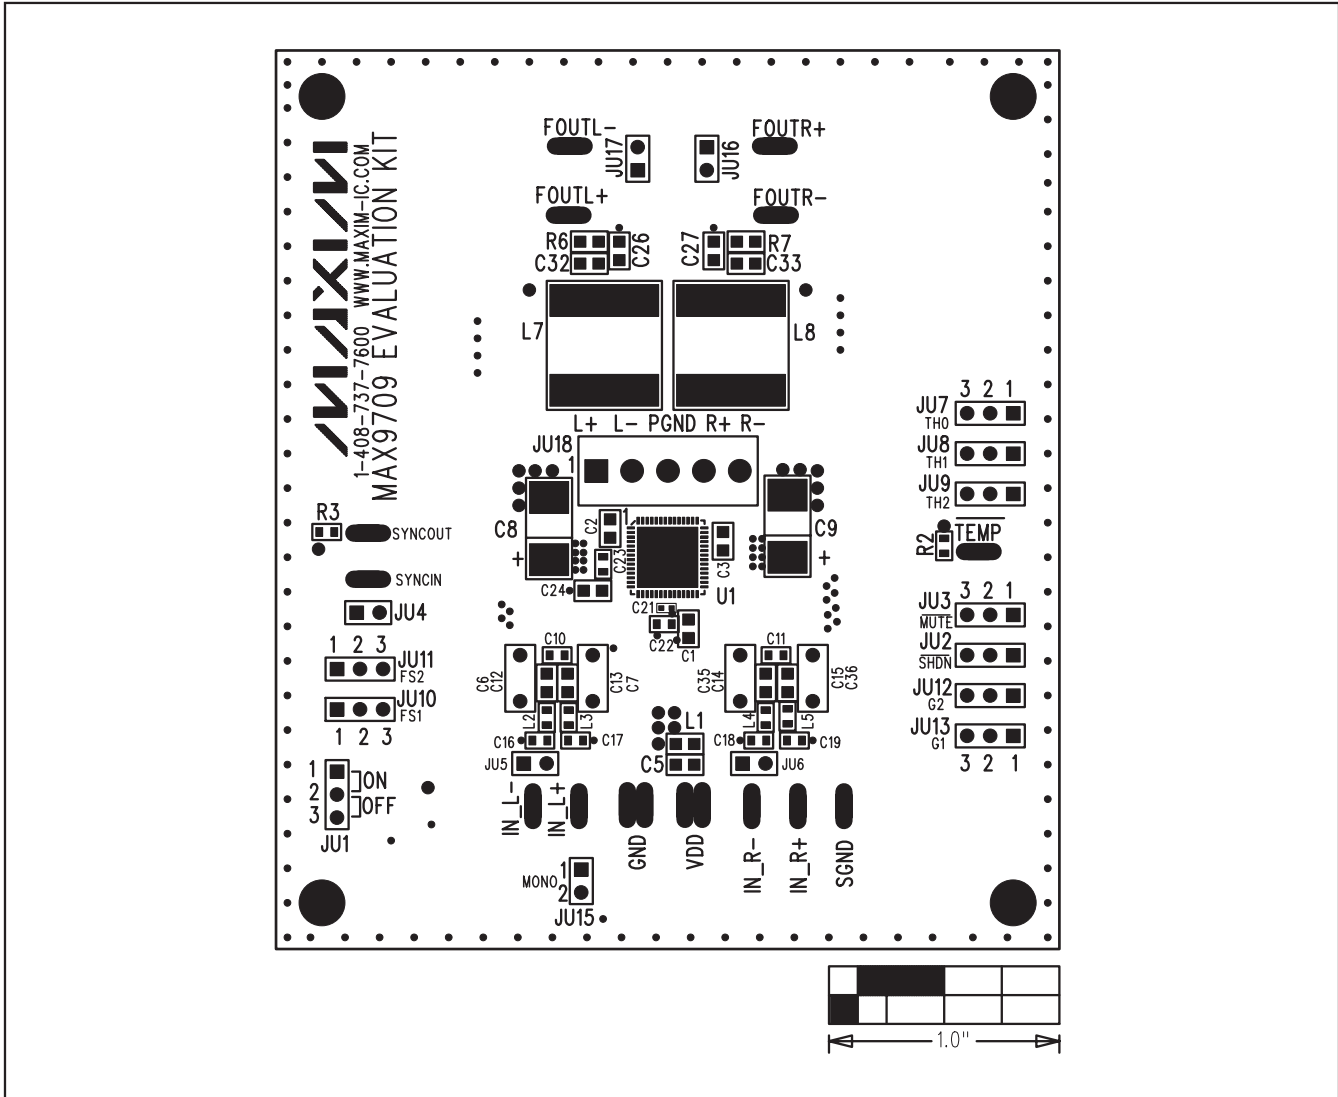 FOUTL-
JU17
JU16
FOUTR+
FOUTL+
FOUTR-
R6
C26
C27
R7
C32
C33
MAXIM
1-408-737-7600 WWW.MAXIM-IC.COM
MAX9709 EVALUATION KIT
L7
L8
L+ L- PGND R+ R-
JU18
1
3 2 1
JU7
TH0
JU8
TH1
JU9
TH2
R3
SYNCOUT
C8
+
C2
1
C23
C3
C9
+
R2
TEMP
SYNCIN
C24
U1
JU4
C21
C22
C1
3 2 1
JU3
MUTE
JU2
SHDN
JU12
G2
JU13
G1
3 2 1
1 2 3
JU11
FS2
JU10
FS1
1 2 3
C10
C6
C12
C13
C7
C11
C35
C14
C15
C36
L2
L3
L1
L4
L5
C16
C17
C18
C19
JU5
C5
JU6
1
2
3
ON
OFF
JU1
IN_L-
IN_L+
GND
VDD
IN_R-
IN_R+
SGND
MONO
1
2
JU15
1.0"